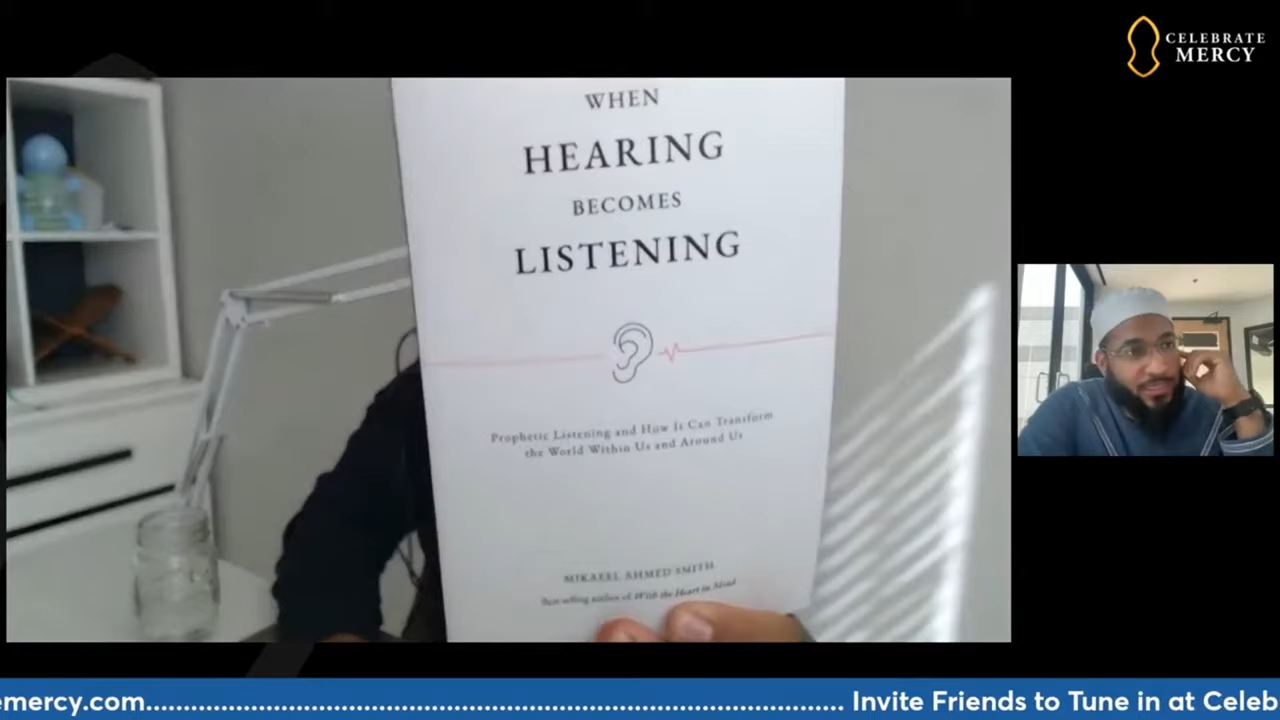 CELEBRATE
MERCY
WHEN
HEARING
BECOMES
LISTENING
Prophetic Listening and How It Can Transform
the World Within Us and Around Us
MIKAEEL AHMED SMITH
Best-selling author of With the Heart in Mind
emercy.com.......................................................................................... Invite Friends to Tune in at Celeb